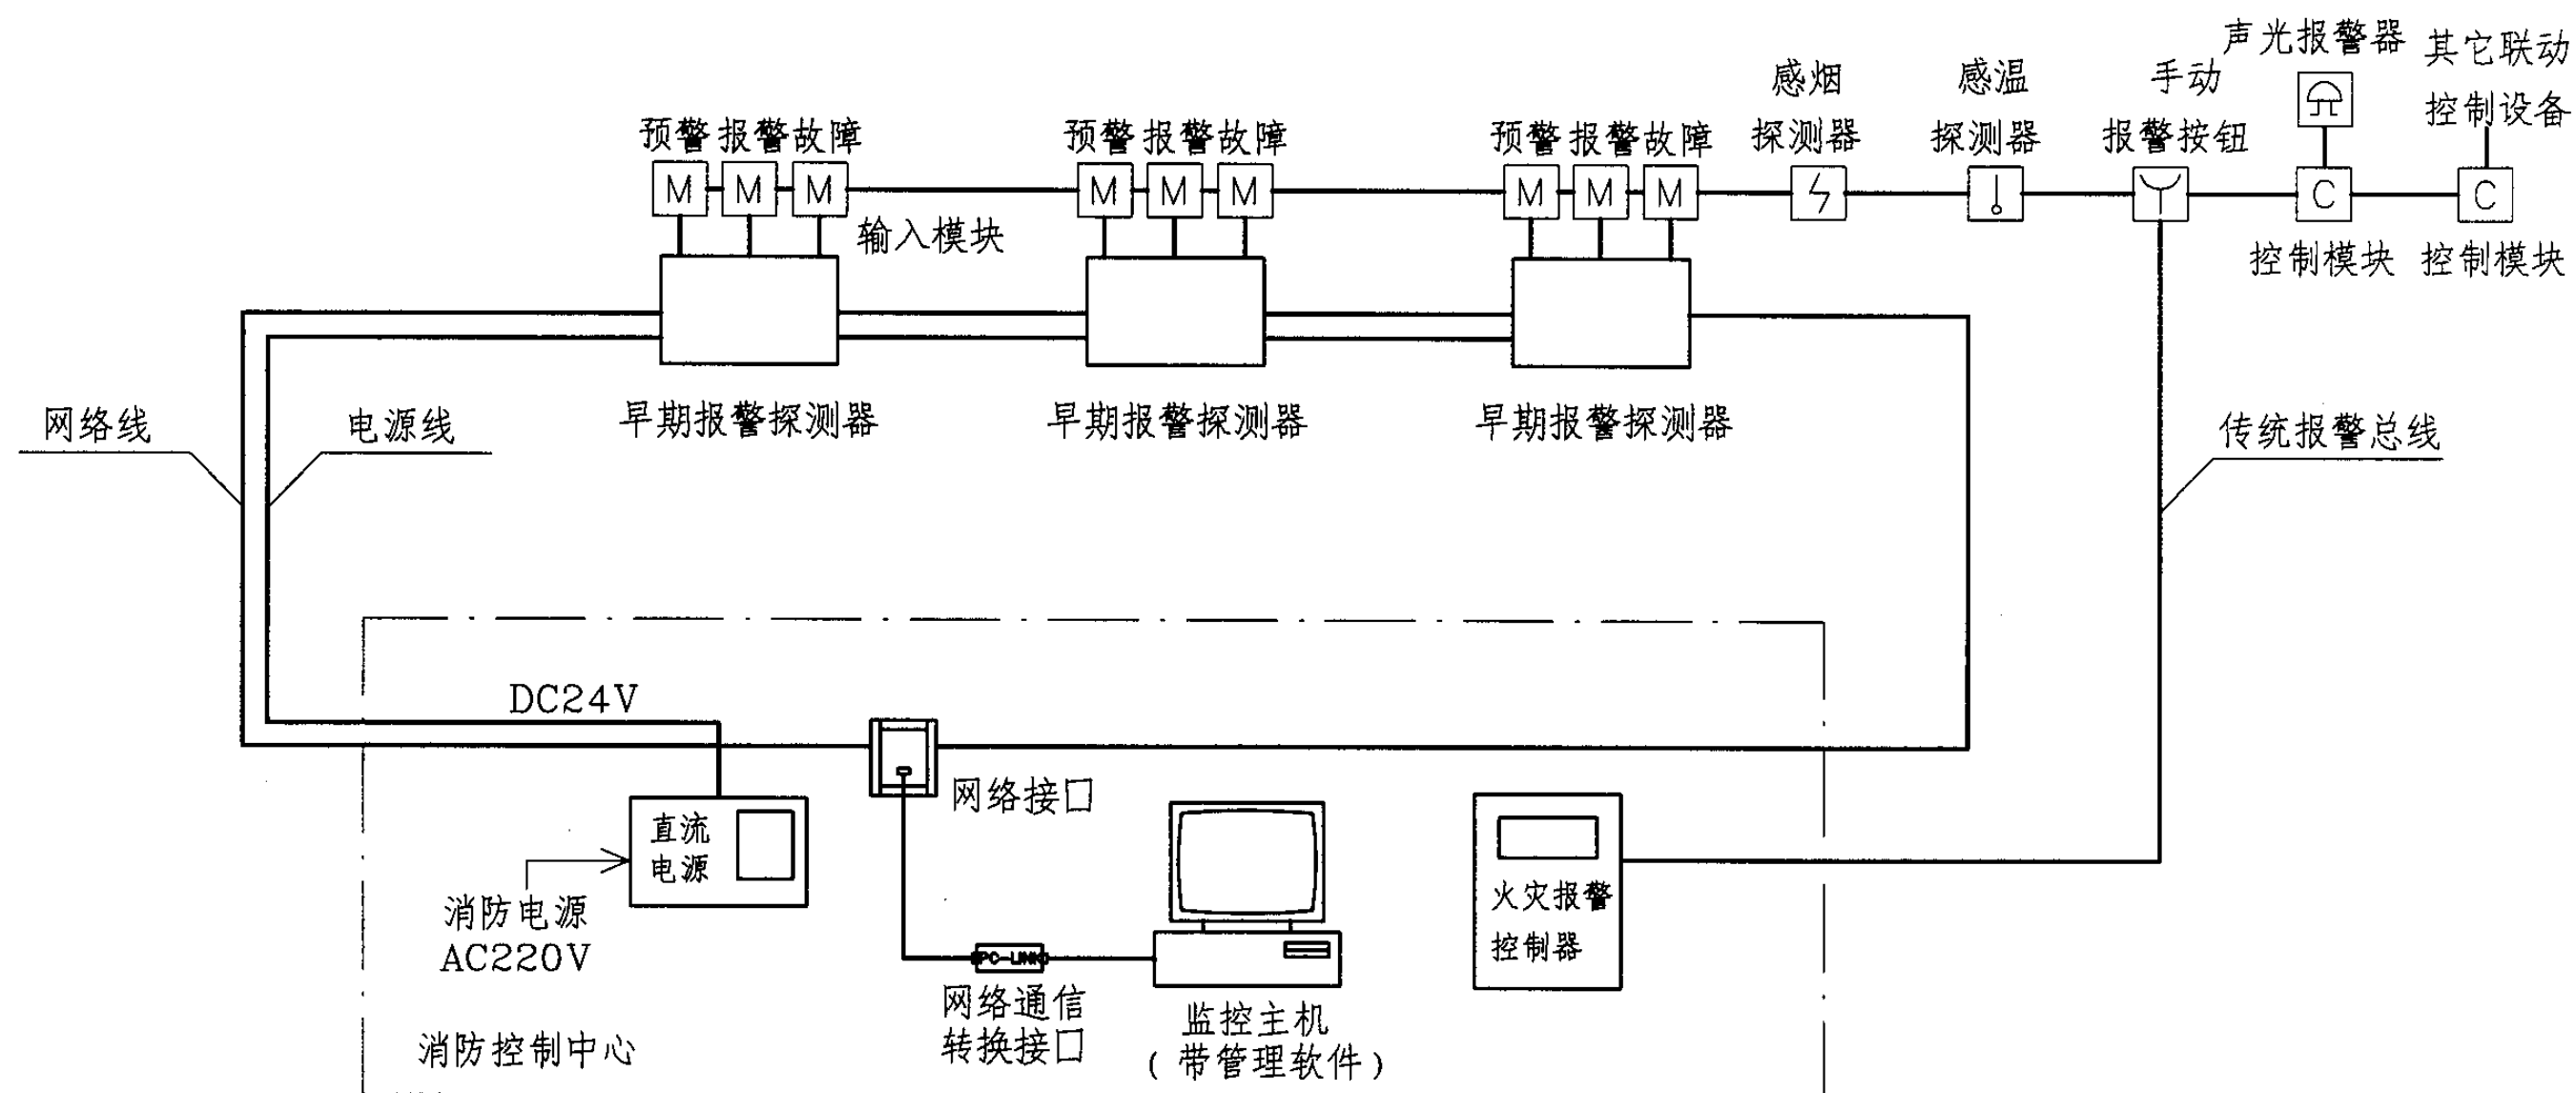 声光报警器
其它联动
控制设备
感烟
探测器
感温
探测器
手动
报警按钮
预警 报警 故障
预警 报警 故障
预警 报警 故障
M M M
M M M
M M M
C
C
输入模块
控制模块
控制模块
早期报警探测器
早期报警探测器
早期报警探测器
网络线
电源线
传统报警总线
DC24V
网络接口
直流
电源
消防电源
AC220V
火灾报警
控制器
PC-LINK
网络通信
转换接口
监控主机
(带管理软件)
消防控制中心